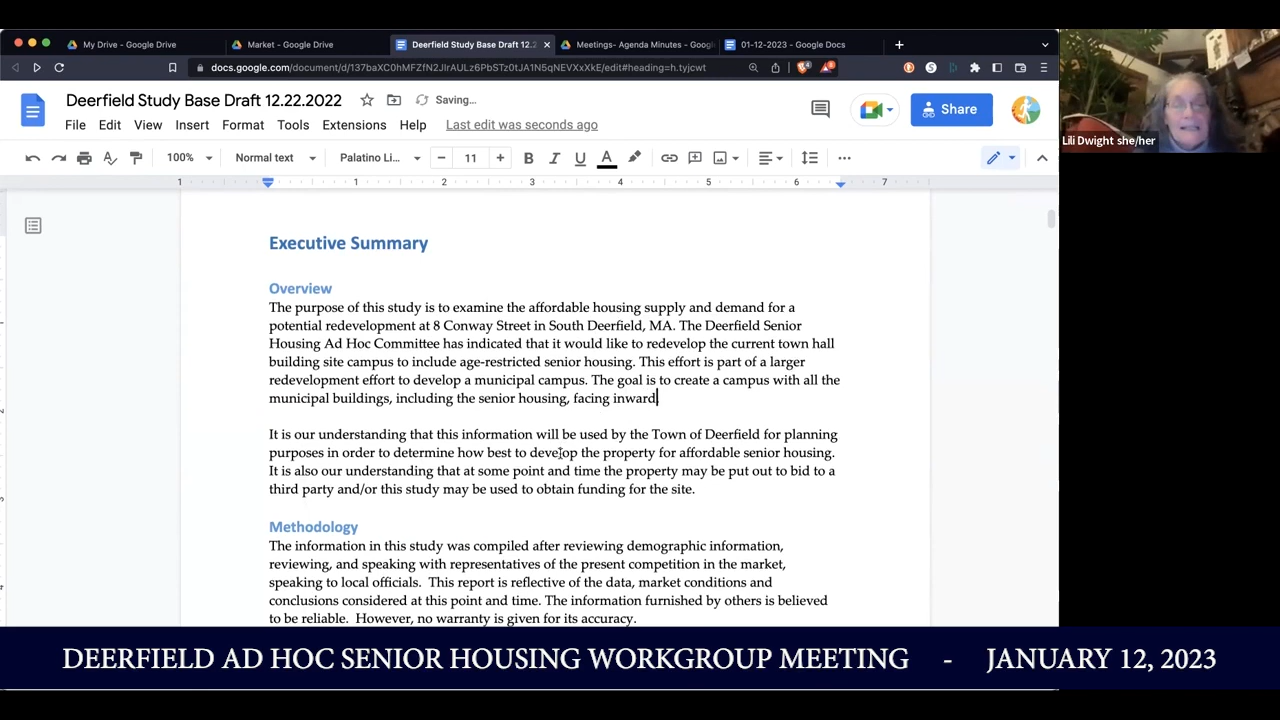 My Drive - Google Drive
Market - Google Drive
Deerfield Study Base Draft 12.2
Meetings- Agenda Minutes - Goog
01-12-2023 - Google Docs
docs.google.com/document/d/137baXC0hMFZfN2JIrAULz6PbSTz0tJA1N5qNEVXxXkE/edit#heading=h.tyjcwt
Deerfield Study Base Draft 12.22.2022
Saving...
File Edit View Insert Format Tools Extensions Help Last edit was seconds ago
Share
100% Normal text Palatino Li... 11 B I U A
1 1 2 3 4 5 6 7
Executive Summary
Overview
The purpose of this study is to examine the affordable housing supply and demand for a
potential redevelopment at 8 Conway Street in South Deerfield, MA. The Deerfield Senior
Housing Ad Hoc Committee has indicated that it would like to redevelop the current town hall
building site campus to include age-restricted senior housing. This effort is part of a larger
redevelopment effort to develop a municipal campus. The goal is to create a campus with all the
municipal buildings, including the senior housing, facing inward
It is our understanding that this information will be used by the Town of Deerfield for planning
purposes in order to determine how best to develop the property for affordable senior housing.
It is also our understanding that at some point and time the property may be put out to bid to a
third party and/or this study may be used to obtain funding for the site.
Methodology
The information in this study was compiled after reviewing demographic information,
reviewing, and speaking with representatives of the present competition in the market,
speaking to local officials.  This report is reflective of the data, market conditions and
conclusions considered at this point and time. The information furnished by others is believed
to be reliable.  However, no warranty is given for its accuracy.
Lili Dwight she/her
DEERFIELD AD HOC SENIOR HOUSING WORKGROUP MEETING - JANUARY 12, 2023